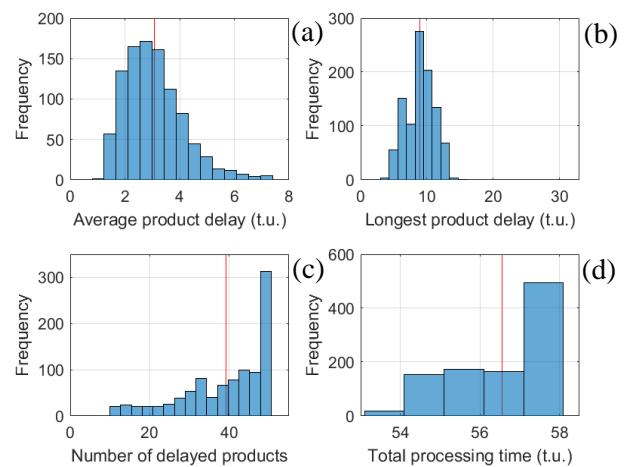 200
150
100
50
0
Frequency
0 2 4 6 8
Average product delay (t.u.)
(a)
300
200
100
0
Frequency
0 10 20 30
Longest product delay (t.u.)
(b)
300
200
100
0
Frequency
0 20 40
Number of delayed products
(c)
600
400
200
0
Frequency
54 56 58
Total processing time (t.u.)
(d)